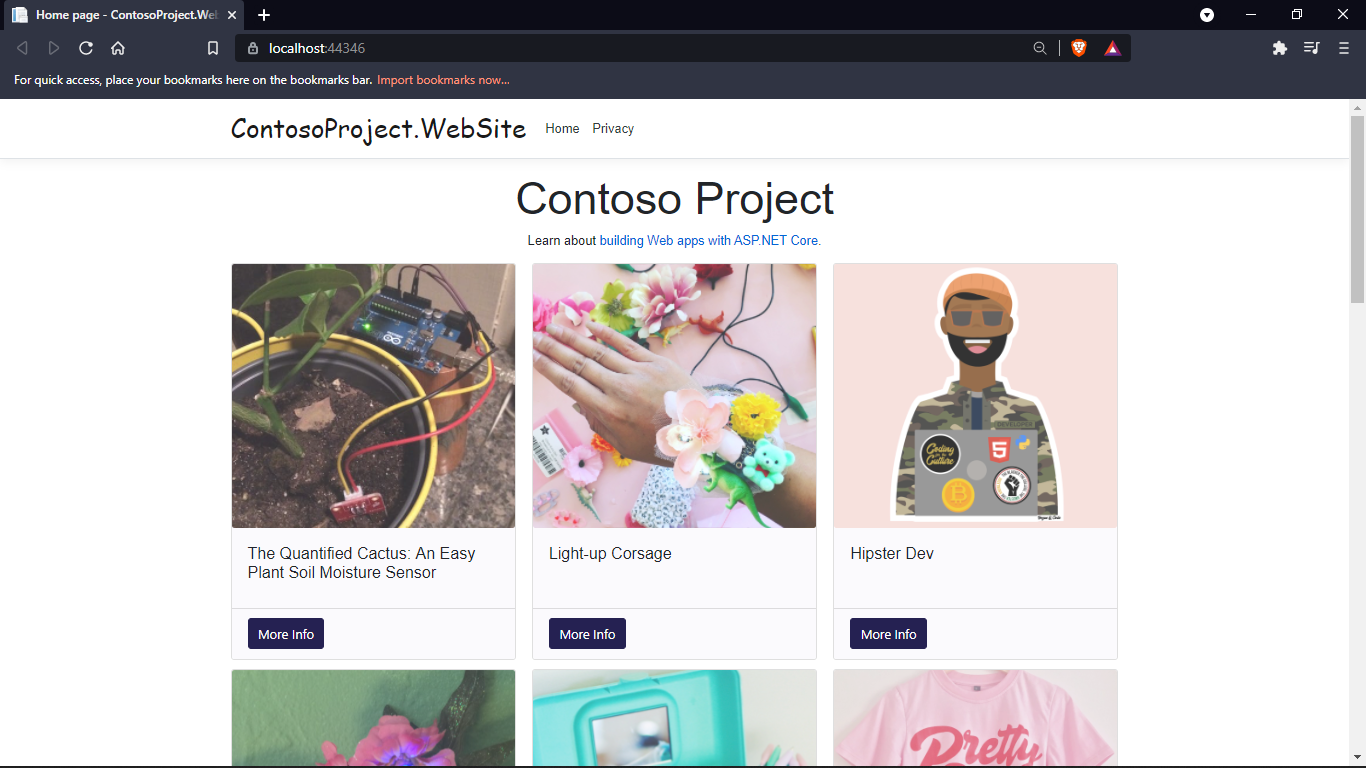 Home page - ContosoProject.Wel
localhost:44346
For quick access, place your bookmarks here on the bookmarks bar. Import bookmarks now...
ContosoProject.WebSite Home Privacy
Contoso Project
Learn about building Web apps with ASP.NET Core.
DEVELOPER
Coding
Culture
5
The Quantified Cactus: An Easy
Plant Soil Moisture Sensor
Light-up Corsage
Hipster Dev
More Info More Info More Info
Pretty